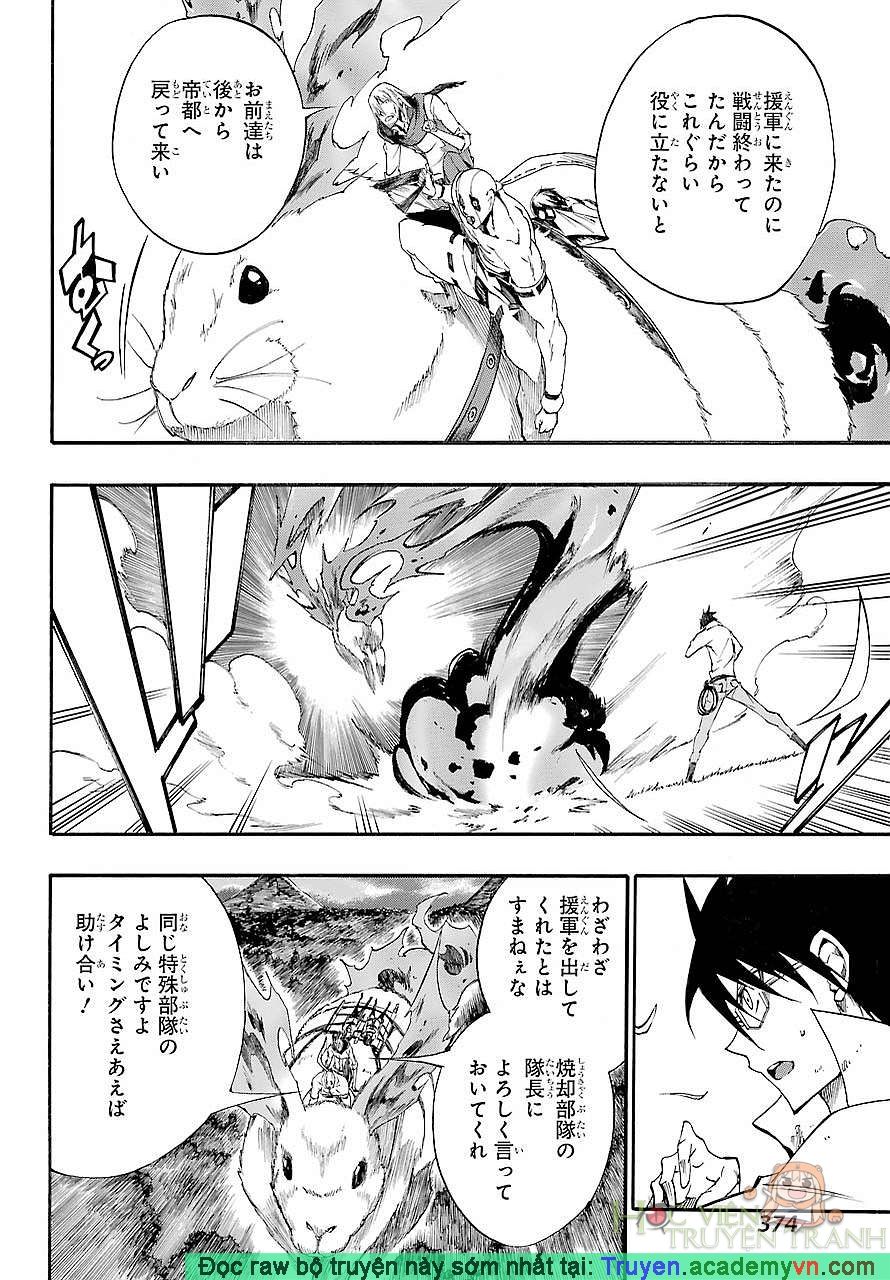 援軍に来たのに
戦闘終わって
たんだから
これぐらい
役に立たないと
お前達は
後から
帝都へ
戻って来い
わざわざ
援軍を出して
くれたとは
すまねぇな
焼却部隊の
隊長に
よろしく言って
おいてくれ
同じ特殊部隊の
よしみですよ
タイミングさえあえば
助け合い！
374
HỌC VIỆN
TRUYỆN TRANH
Đọc raw bộ truyện này sớm nhất tại: Truyen.academyvn.com